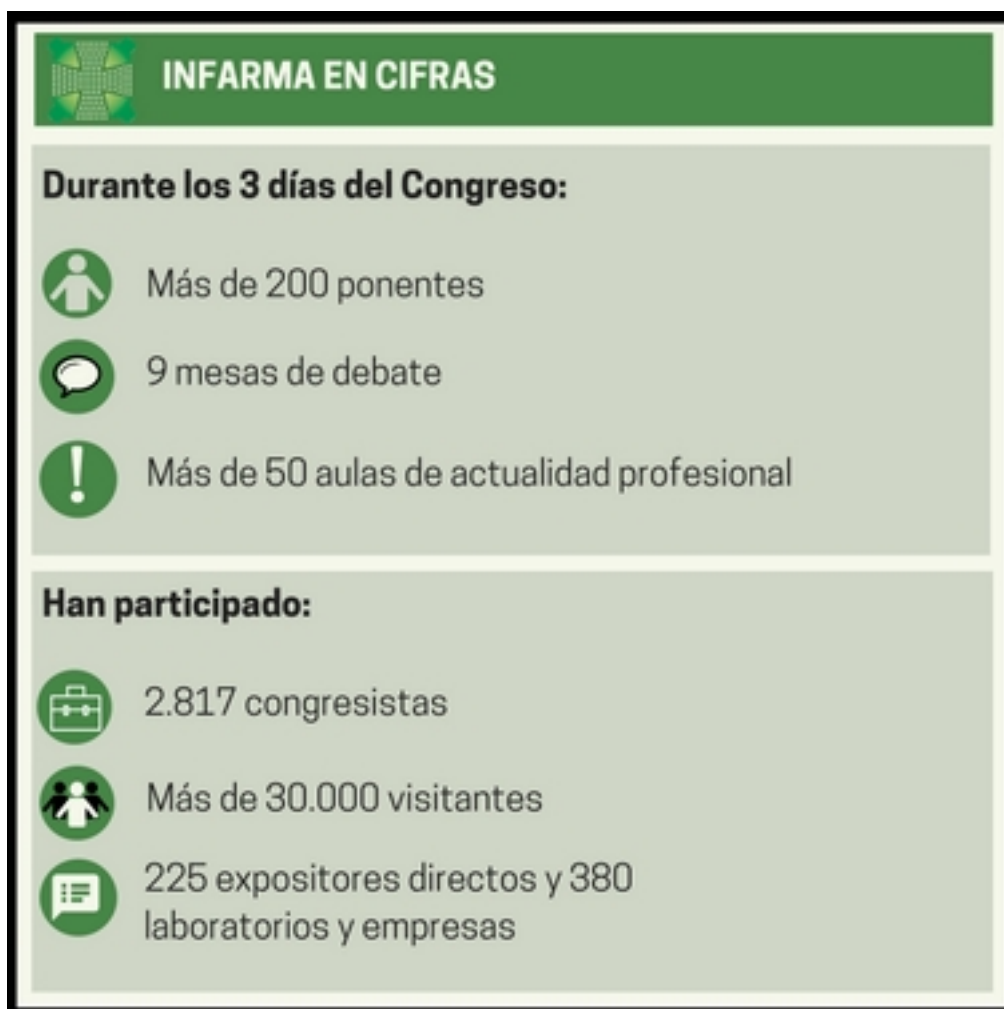 INFARMA EN CIFRAS
Durante los 3 días del Congreso:
Más de 200 ponentes
9 mesas de debate
Más de 50 aulas de actualidad profesional
Han participado:
2.817 congresistas
Más de 30.000 visitantes
225 expositores directos y 380
laboratorios y empresas